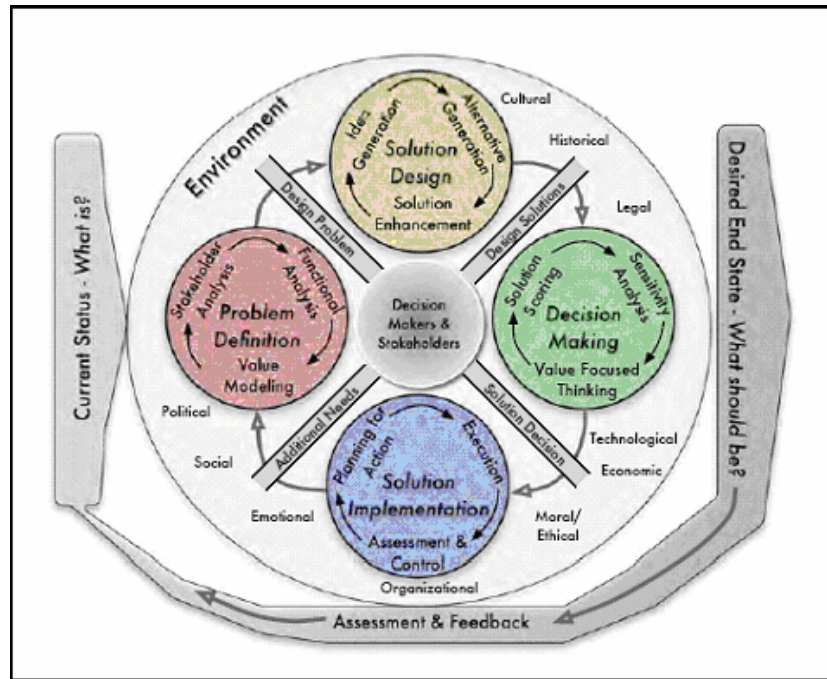 Environment
Current Status - What is?
Desired End State - What should be?
Assessment & Feedback
Idea
Generation
Alternative
Generation
Solution
Design
Solution
Enhancement
Cultural
Historical
Legal
Design Problem
Design Solutions
Stakeholder
Analysis
Functional
Analysis
Problem
Definition
Value
Modeling
Decision
Makers &
Stakeholders
Solution
Scoring
Sensitivity
Analysis
Decision
Making
Value Focused
Thinking
Additional Needs
Solution Decision
Political
Social
Emotional
Planning for
Action
Execution
Solution
Implementation
Assessment &
Control
Organizational
Technological
Economic
Moral/
Ethical